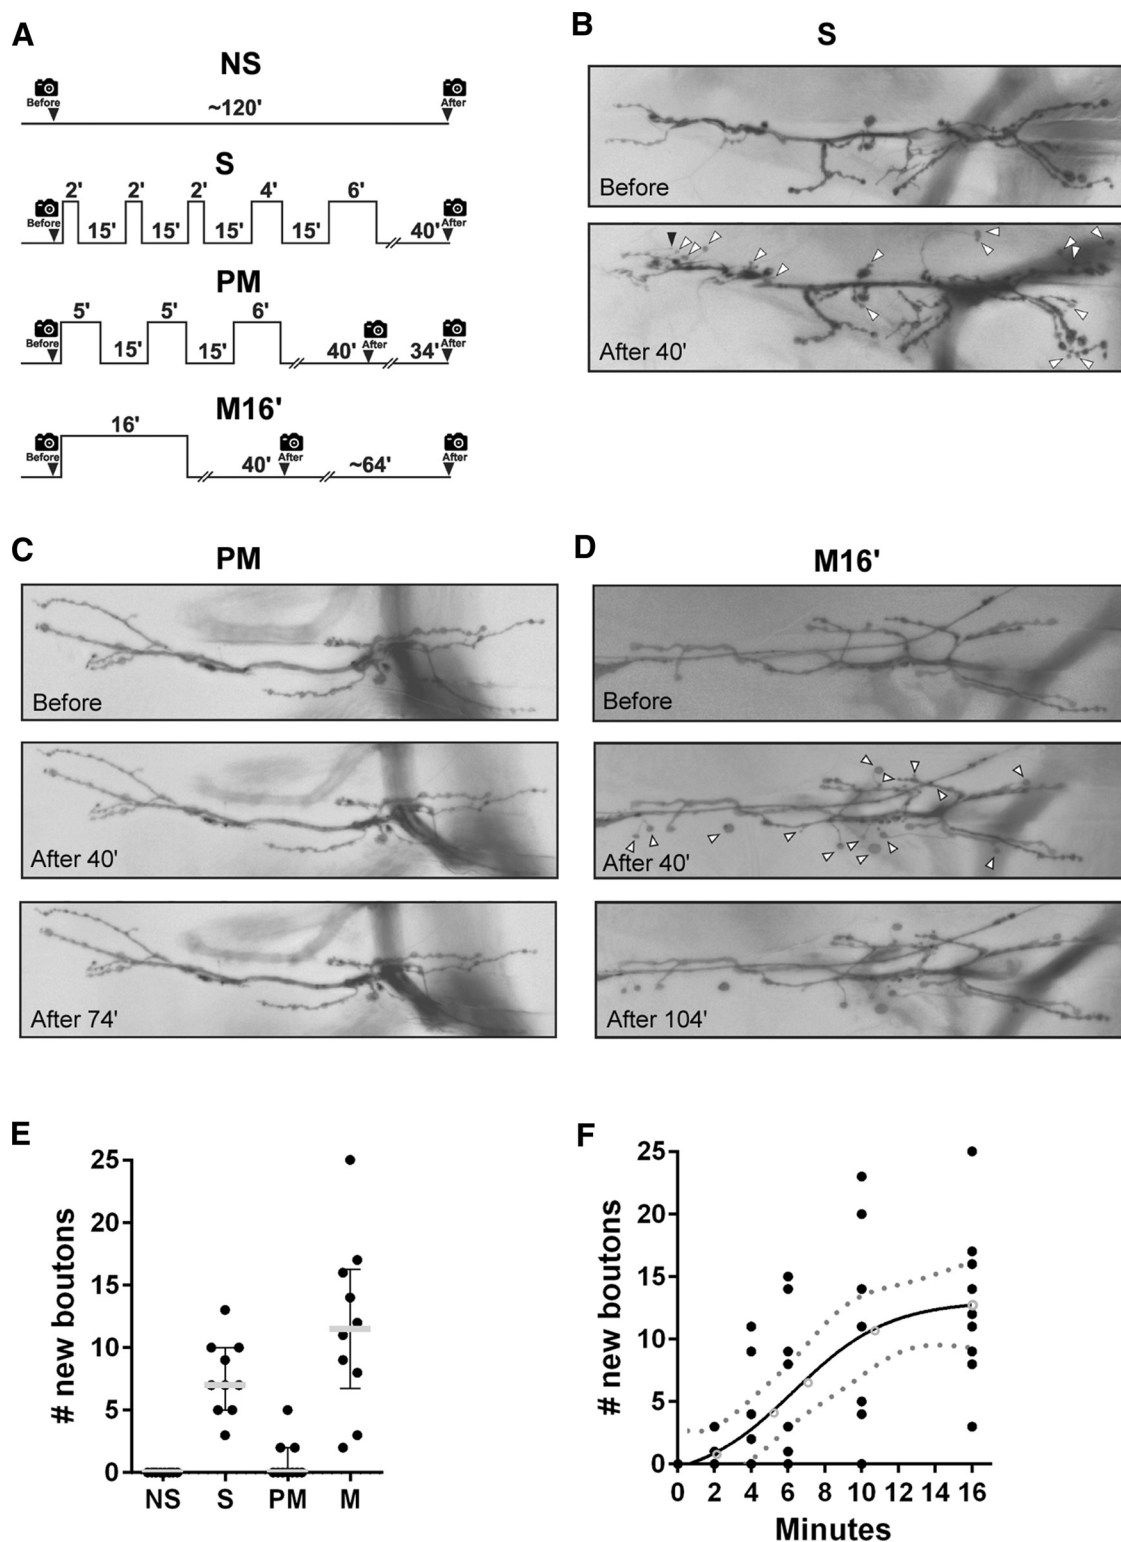 A
NS
Before
After
~120'
S
2' 2' 2' 4' 6'
Before
After
15' 15' 15' 15' 40'
PM
5' 5' 6'
Before
After
After
15' 15' 40' 34'
M16'
16'
Before
After
After
40' ~64'
B
S
Before
After 40'
C
PM
Before
After 40'
After 74'
D
M16'
Before
After 40'
After 104'
E
# new boutons
25
20
15
10
5
0
NS S PM M
F
# new boutons
25
20
15
10
5
0
0 2 4 6 8 10 12 14 16
Minutes